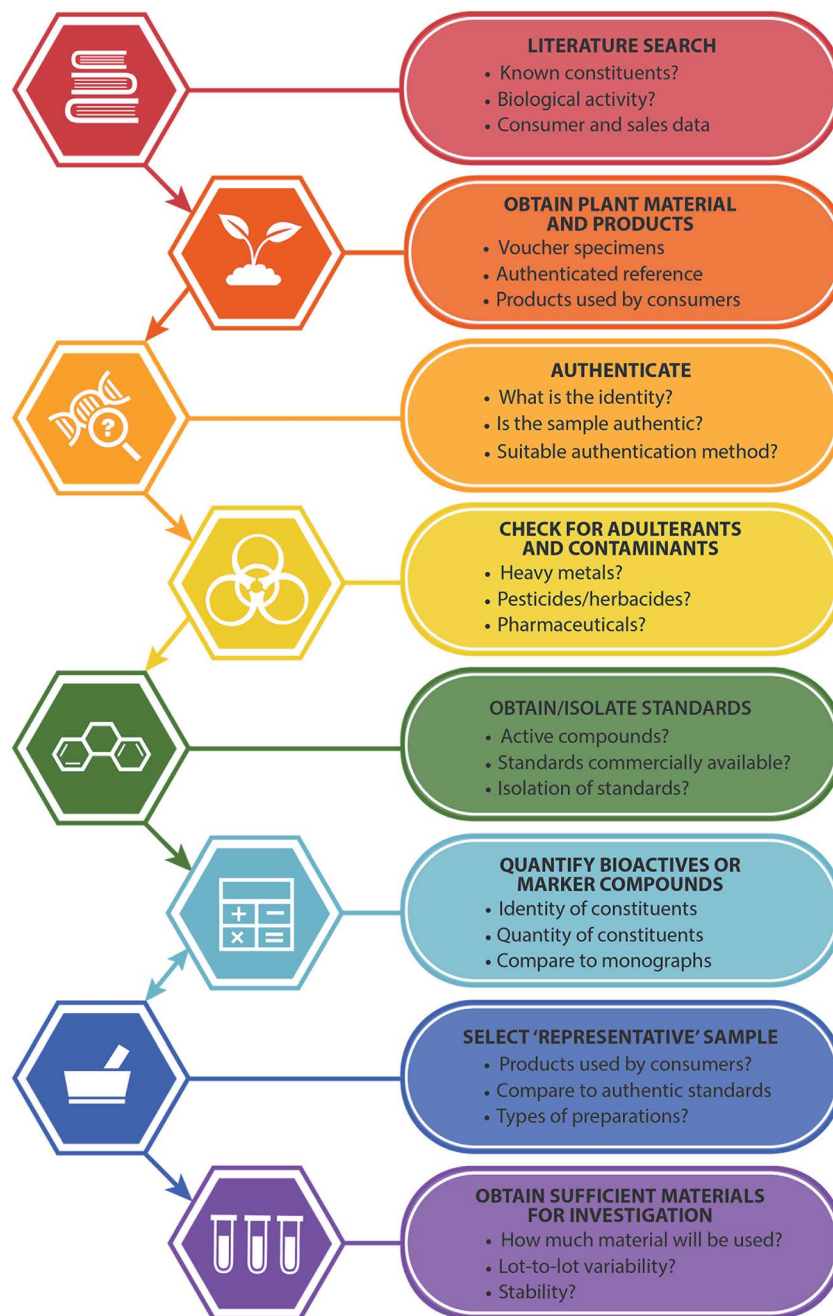 LITERATURE SEARCH
• Known constituents?
• Biological activity?
• Consumer and sales data
OBTAIN PLANT MATERIAL
AND PRODUCTS
• Voucher specimens
• Authenticated reference
• Products used by consumers
AUTHENTICATE
• What is the identity?
• Is the sample authentic?
• Suitable authentication method?
?
CHECK FOR ADULTERANTS
AND CONTAMINANTS
• Heavy metals?
• Pesticides/herbacides?
• Pharmaceuticals?
OBTAIN/ISOLATE STANDARDS
• Active compounds?
• Standards commercially available?
• Isolation of standards?
QUANTIFY BIOACTIVES OR
MARKER COMPOUNDS
• Identity of constituents
• Quantity of constituents
• Compare to monographs
+ −
× =
SELECT ‘REPRESENTATIVE’ SAMPLE
• Products used by consumers?
• Compare to authentic standards
• Types of preparations?
OBTAIN SUFFICIENT MATERIALS
FOR INVESTIGATION
• How much material will be used?
• Lot-to-lot variability?
• Stability?